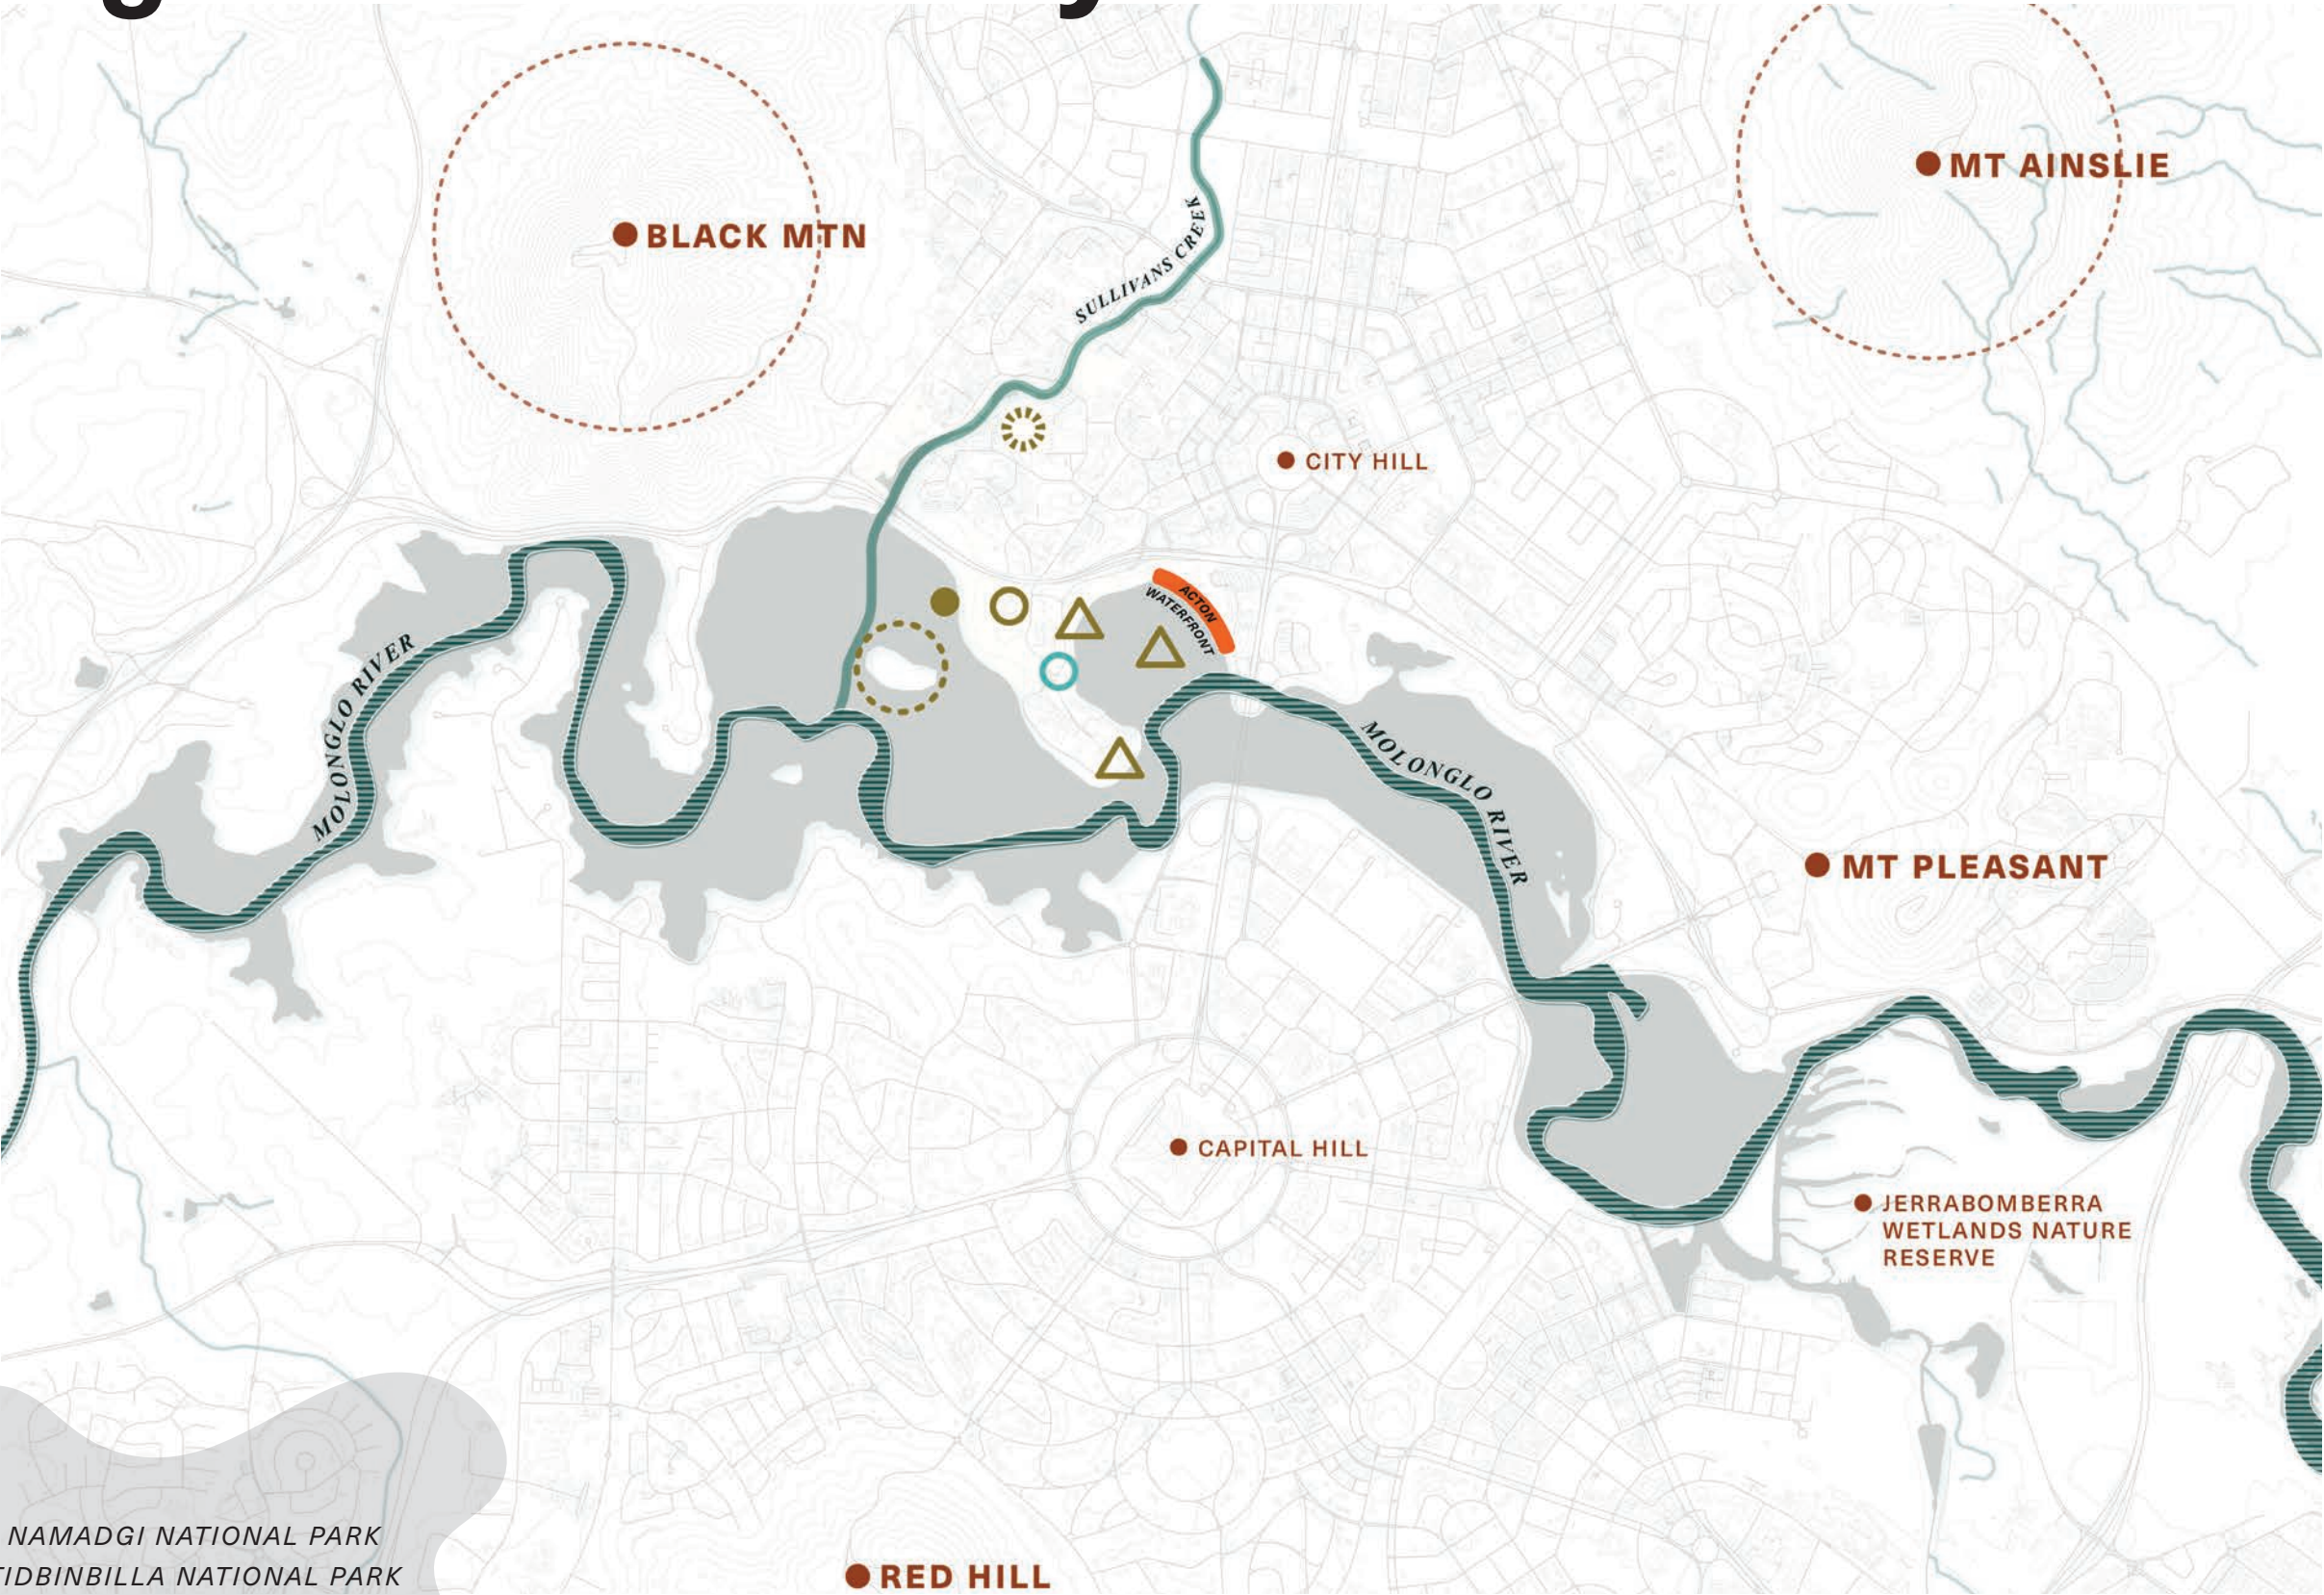 MT AINSLIE
BLACK MTN
SULLIVANS CREEK
CITY HILL
ACTON
WATERFRONT
MOLONGLO RIVER
MOLONGLO RIVER
MT PLEASANT
CAPITAL HILL
JERRABOMBERRA
WETLANDS NATURE
RESERVE
NAMADGI NATIONAL PARK
TIDBINBILLA NATIONAL PARK
RED HILL